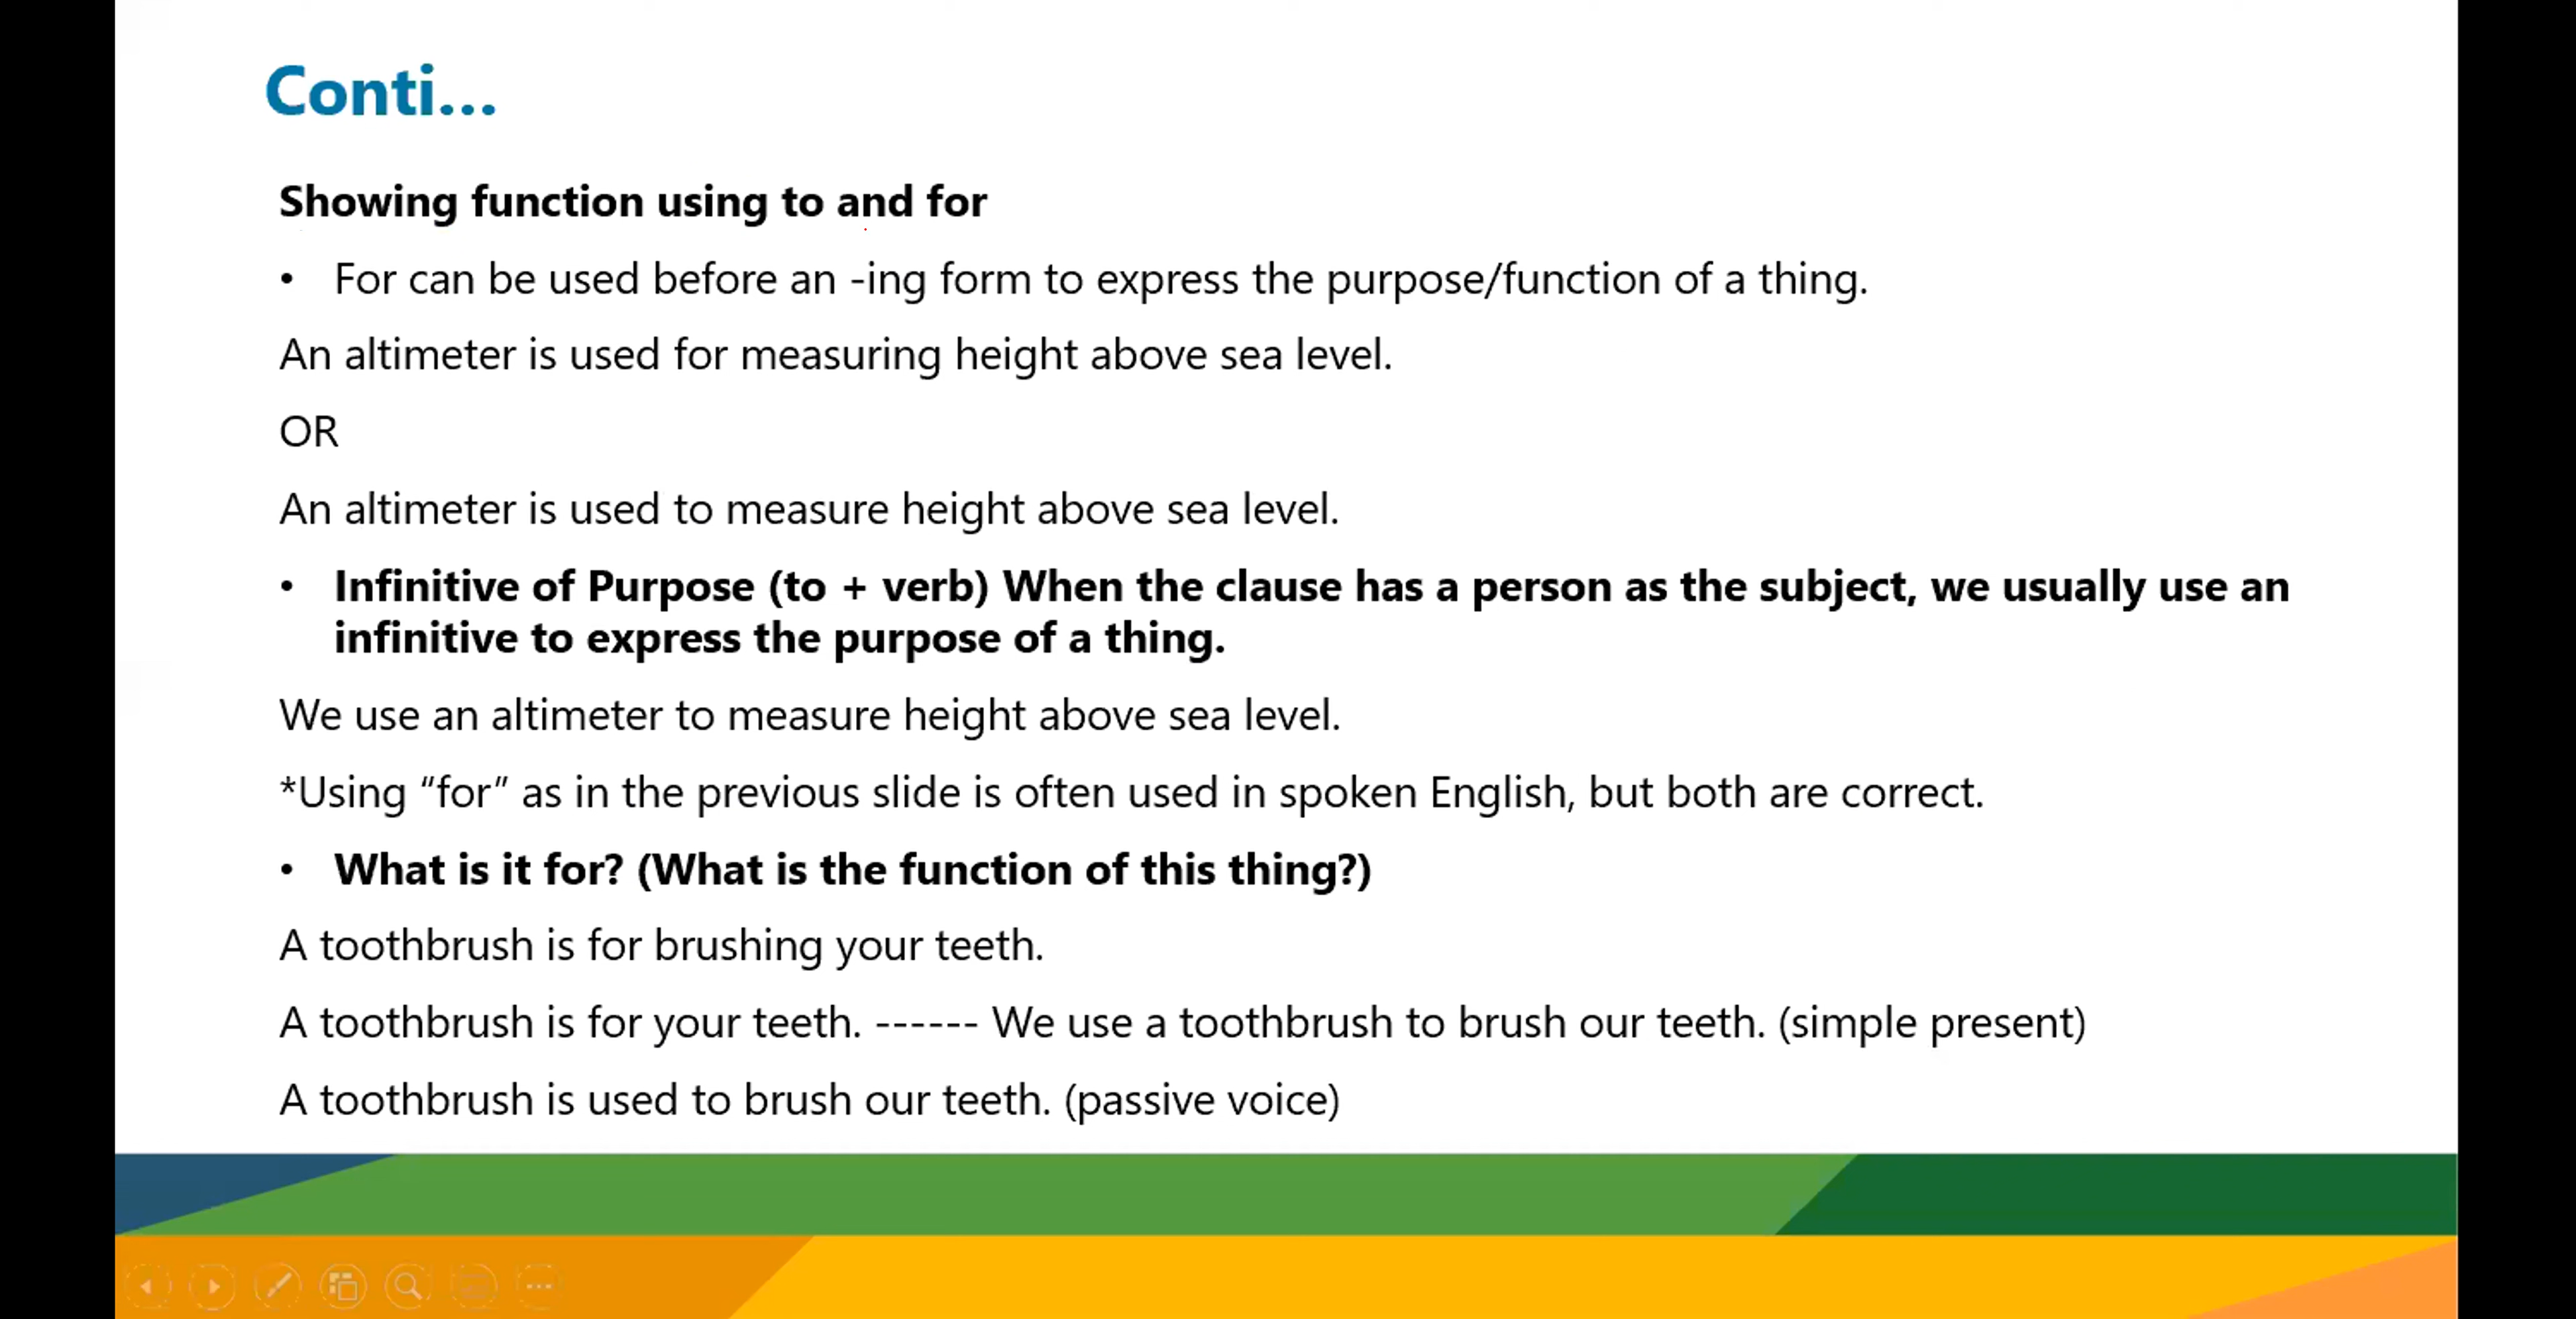 Conti...
Showing function using to and for
• For can be used before an -ing form to express the purpose/function of a thing.
An altimeter is used for measuring height above sea level.
OR
An altimeter is used to measure height above sea level.
• Infinitive of Purpose (to + verb) When the clause has a person as the subject, we usually use an
infinitive to express the purpose of a thing.
We use an altimeter to measure height above sea level.
*Using “for” as in the previous slide is often used in spoken English, but both are correct.
• What is it for? (What is the function of this thing?)
A toothbrush is for brushing your teeth.
A toothbrush is for your teeth. ------ We use a toothbrush to brush our teeth. (simple present)
A toothbrush is used to brush our teeth. (passive voice)